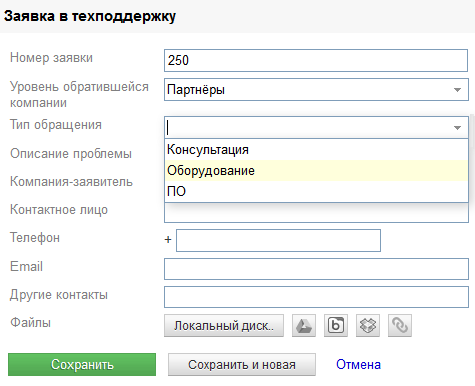 Заявка в техподдержку
Номер заявки 250
Уровень обратившейся компании Партнёры
Тип обращения
Консультация
Описание проблемы
Оборудование
Компания-заявитель
ПО
Контактное лицо
Телефон +
Email
Другие контакты
Файлы Локальный диск..
Сохранить Сохранить и новая Отмена